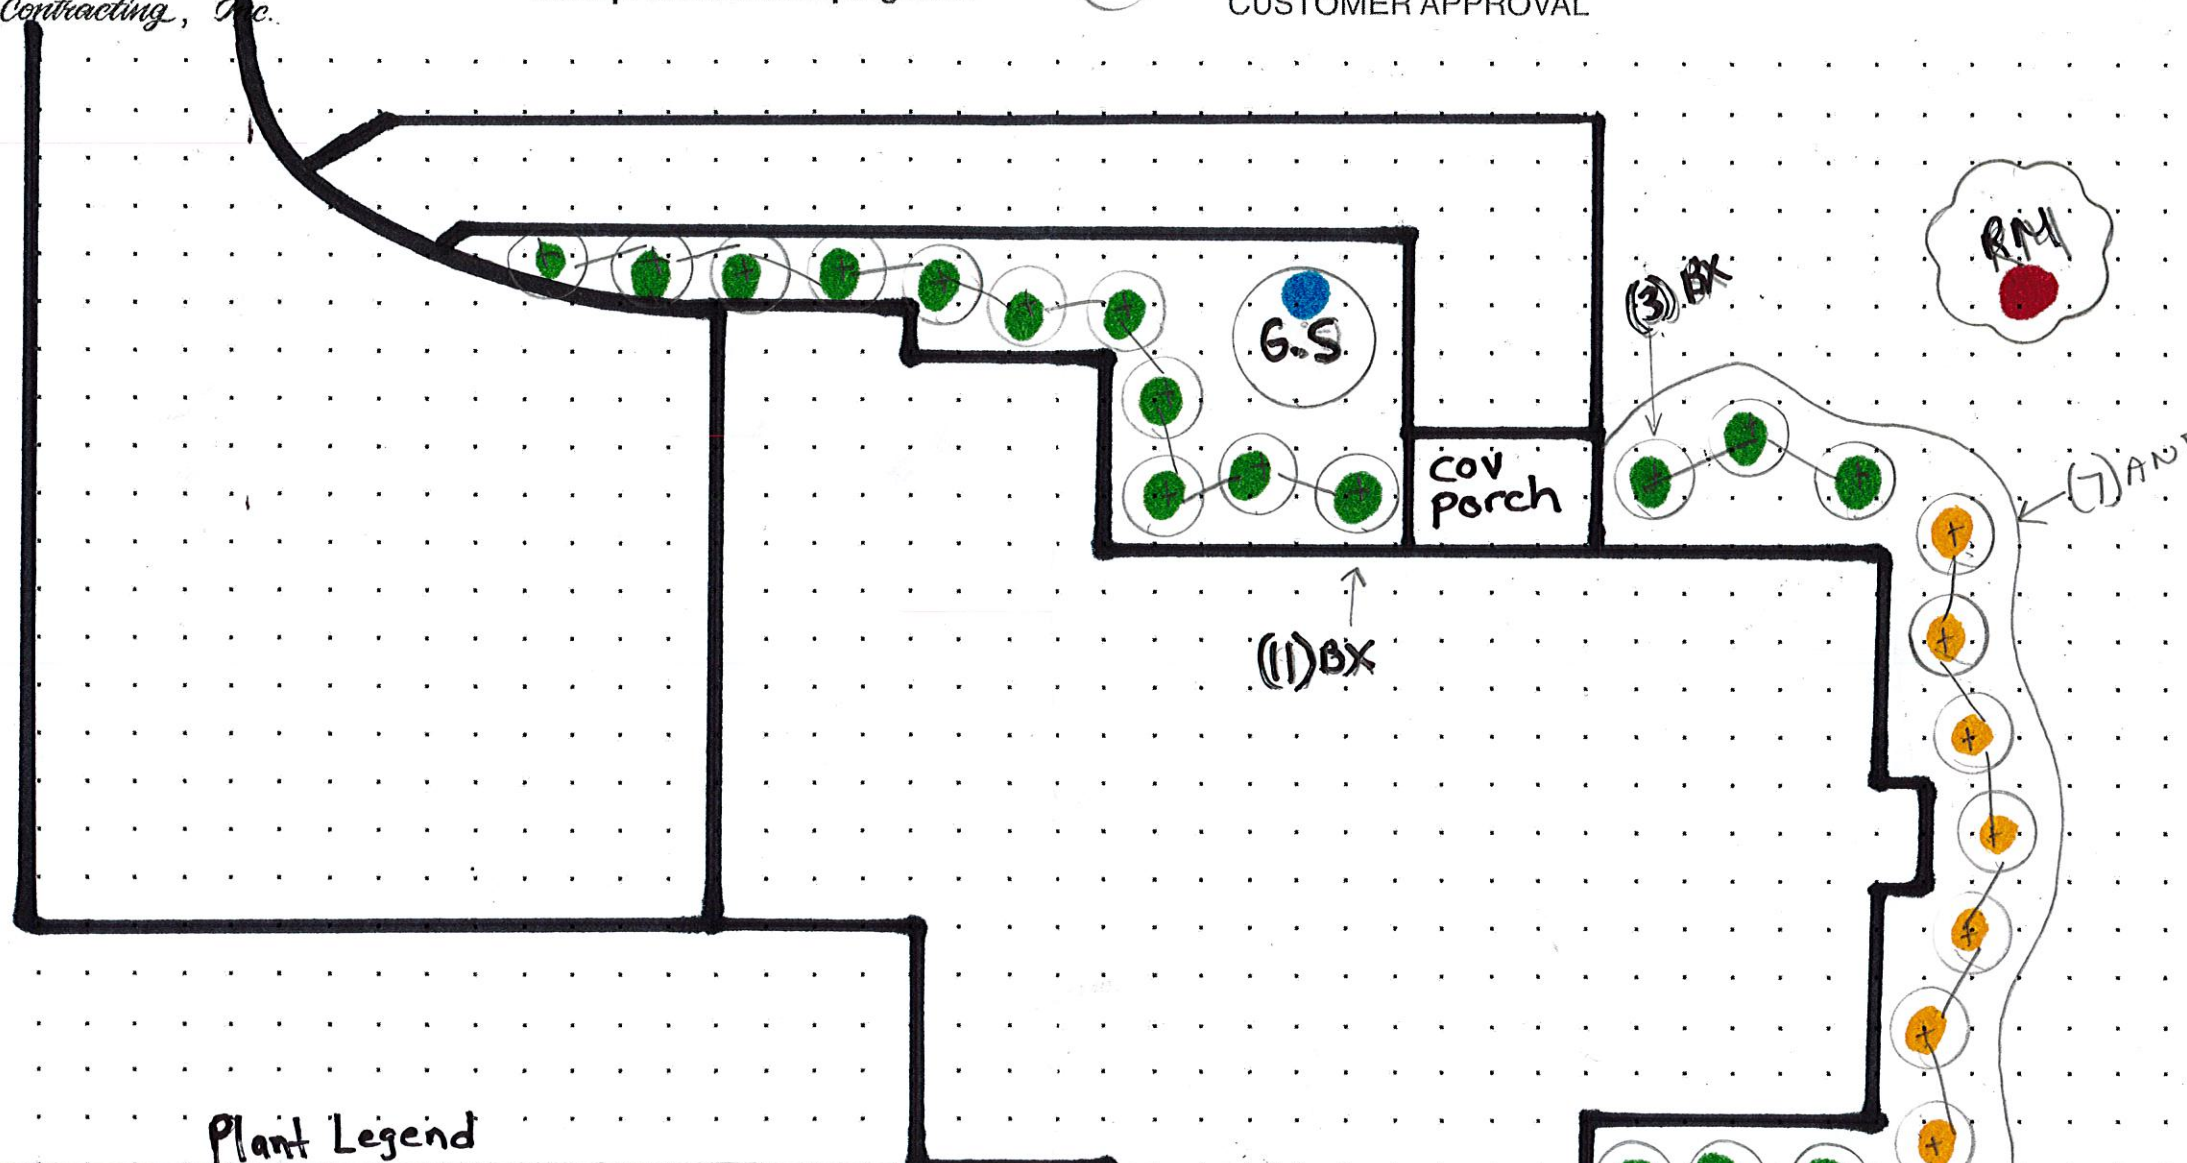 Contracting, Inc.
CUSTOMER APPROVAL
RM
(3) BX
G.S
COV
porch
(7) AN
(11) BX
Plant Legend